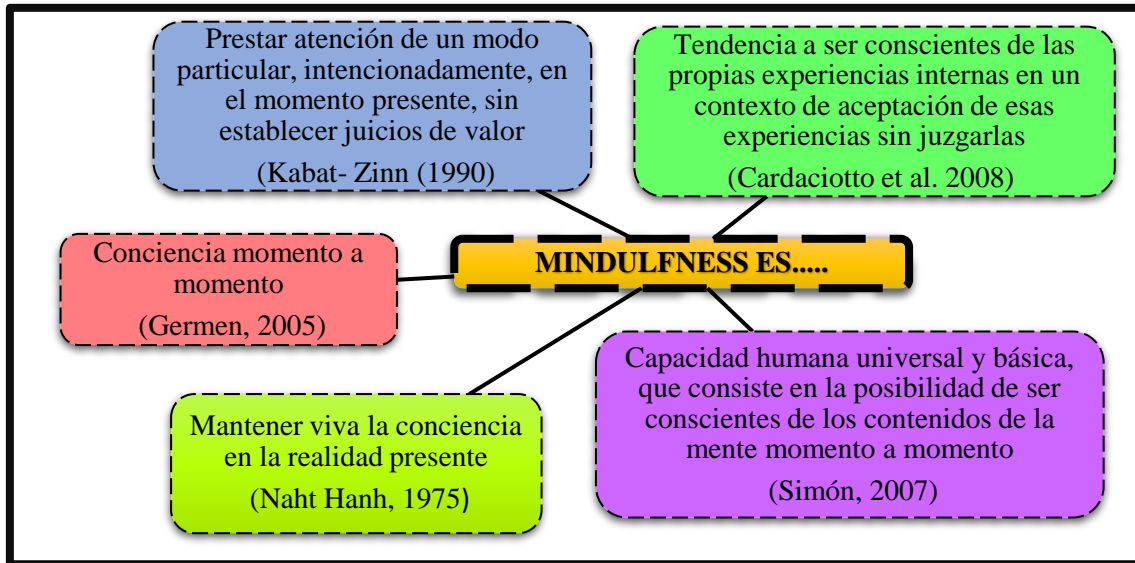 Prestar atención de un modo
particular, intencionadamente, en
el momento presente, sin
establecer juicios de valor
(Kabat- Zinn (1990)
Tendencia a ser conscientes de las
propias experiencias internas en un
contexto de aceptación de esas
experiencias sin juzgarlas
(Cardaciotto et al. 2008)
Conciencia momento a
momento
(Germen, 2005)
MINDULFNESS ES.....
Mantener viva la conciencia
en la realidad presente
(Naht Hanh, 1975)
Capacidad humana universal y básica,
que consiste en la posibilidad de ser
conscientes de los contenidos de la
mente momento a momento
(Simón, 2007)